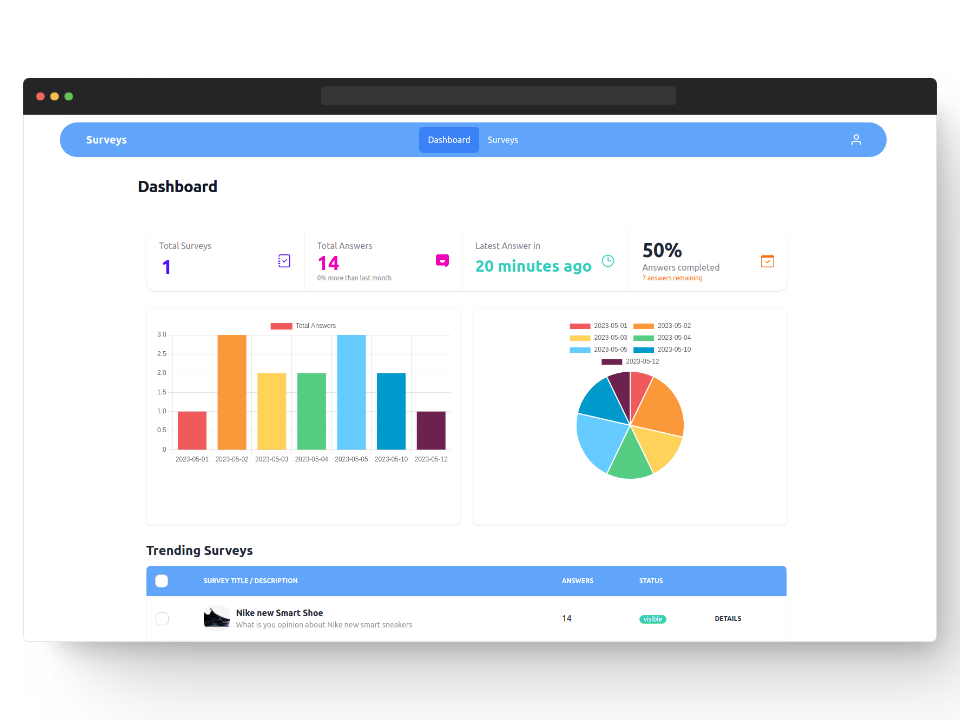 Surveys
Dashboard Surveys
Dashboard
Total Surveys
1
Total Answers
14
0% more than last month
Latest Answer in
20 minutes ago
50%
Answers completed
7 answers remaining
Total Answers
3.0
2.5
2.0
1.5
1.0
0.5
0
2023-05-01 2023-05-02 2023-05-03 2023-05-04 2023-05-05 2023-05-10 2023-05-12
2023-05-01 2023-05-02
2023-05-03 2023-05-04
2023-05-05 2023-05-10
2023-05-12
Trending Surveys
SURVEY TITLE / DESCRIPTION ANSWERS STATUS
Nike new Smart Shoe
What is you opinion about Nike new smart sneakers
14 visible DETAILS